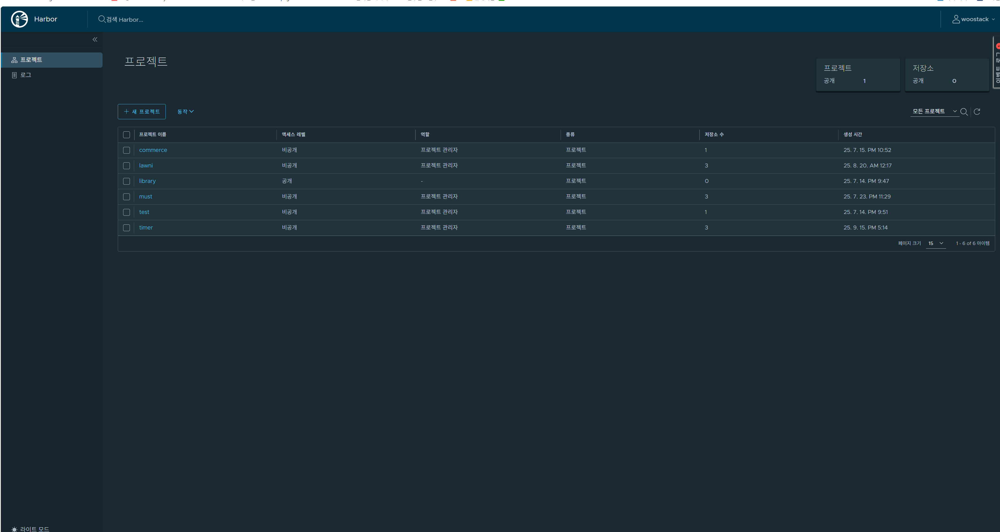 Harbor
검색 Harbor...
woostack
프로젝트
로그
프로젝트
프로젝트
공개 1
저장소
공개 0
이벤트 로그
새 프로젝트
동작
모든 프로젝트
프로젝트 이름 액세스 레벨 역할 종류 저장소 수 생성 시간
commerce 비공개 프로젝트 관리자 프로젝트 1 25. 7. 15. PM 10:52
lawni 비공개 프로젝트 관리자 프로젝트 3 25. 8. 20. AM 12:17
library 공개 - 프로젝트 0 25. 7. 14. PM 9:47
must 비공개 프로젝트 관리자 프로젝트 3 25. 7. 23. PM 11:29
test 비공개 프로젝트 관리자 프로젝트 1 25. 7. 14. PM 9:51
timer 비공개 프로젝트 관리자 프로젝트 3 25. 9. 15. PM 5:14
페이지 크기 15 1 - 6 of 6 아이템
라이트 모드